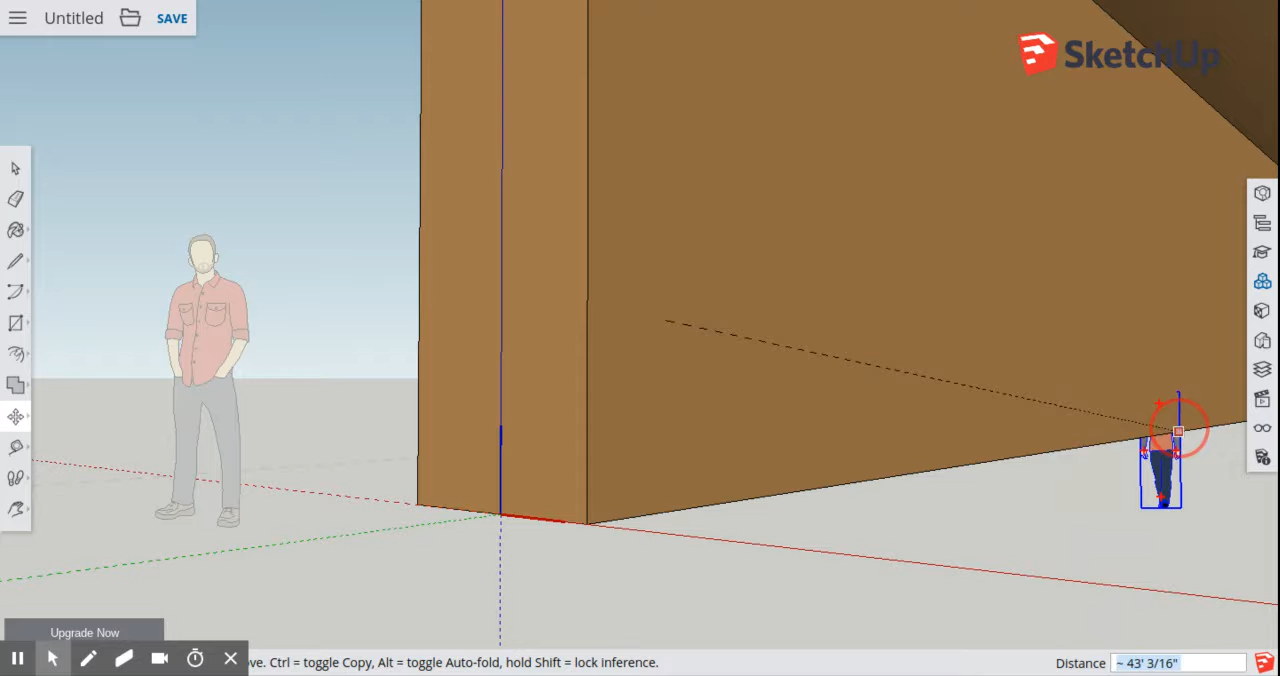 Untitled SAVE
SketchUp
Upgrade Now
ve. Ctrl = toggle Copy, Alt = toggle Auto-fold, hold Shift = lock inference.
Distance ~ 43' 3/16"